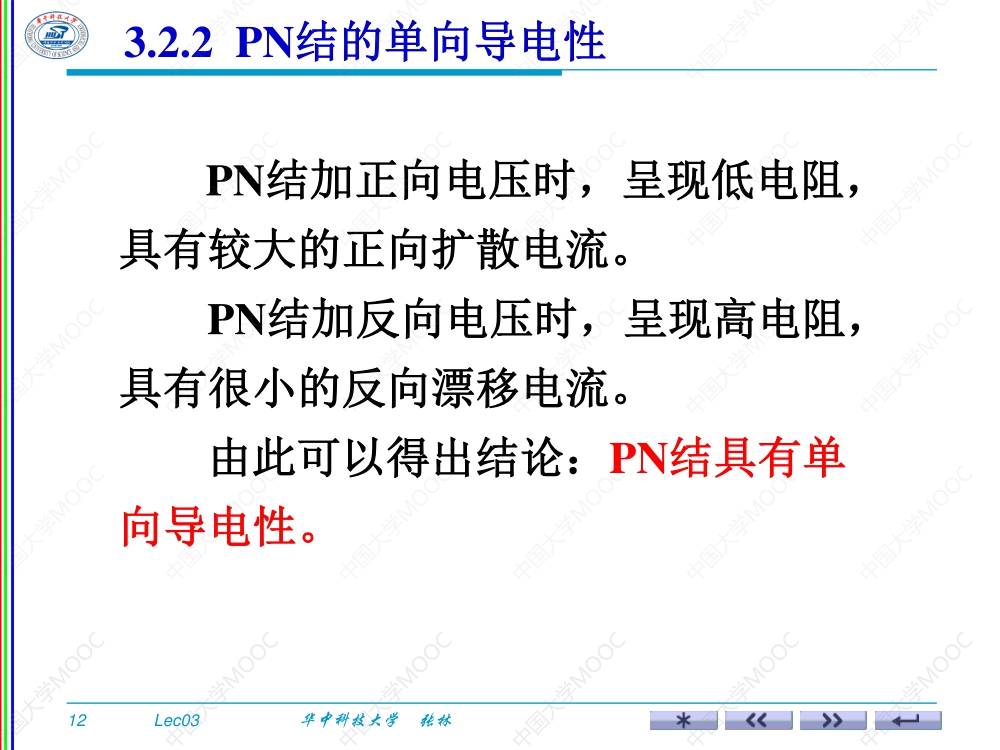 3.2.2 PN结的单向导电性
PN结加正向电压时，呈现低电阻，
具有较大的正向扩散电流。
PN结加反向电压时，呈现高电阻，
具有很小的反向漂移电流。
由此可以得出结论：PN结具有单
向导电性。
12 Lec03 华中科技大学 张林
中国大学MOOC